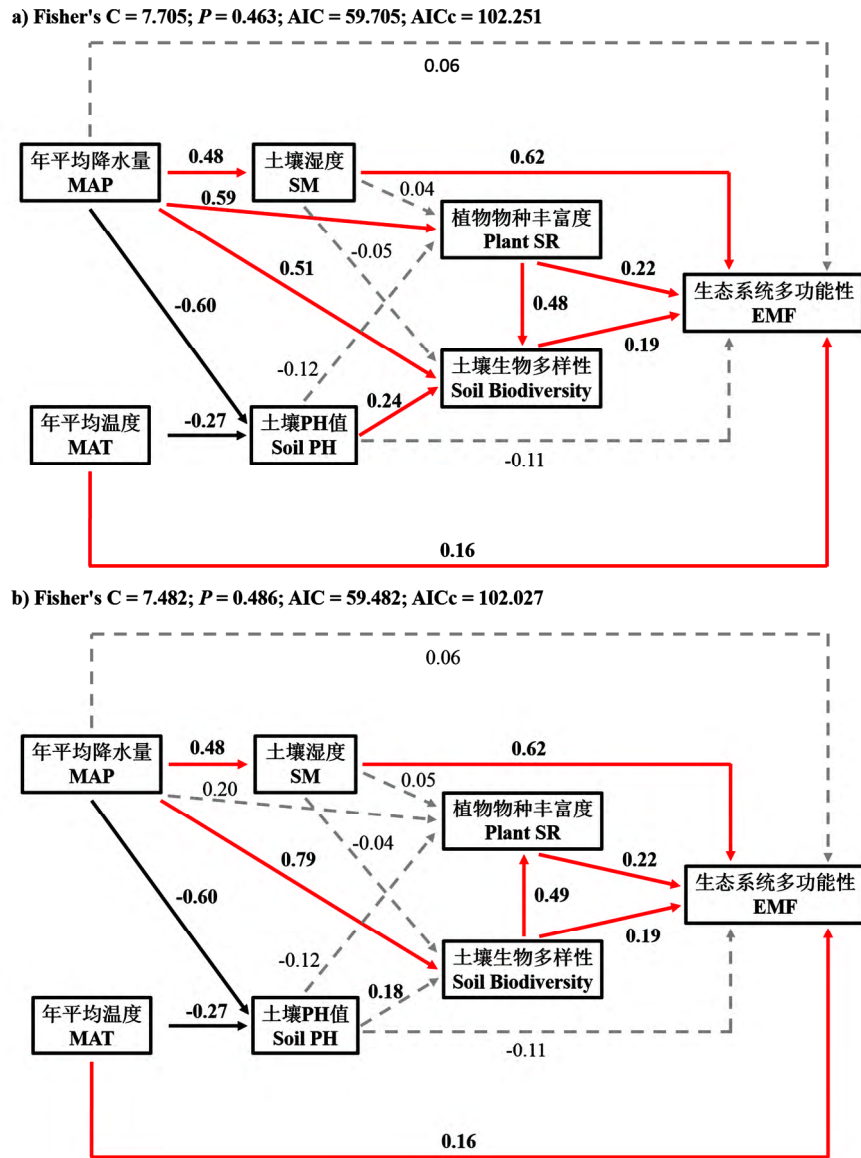 a) Fisher's C = 7.705; P = 0.463; AIC = 59.705; AICc = 102.251
0.06
年平均降水量
MAP
0.48
土壤湿度
SM
0.62
0.04
0.59
植物物种丰富度
Plant SR
-0.05
0.22
0.51
生态系统多功能性
EMF
-0.60
0.48
0.19
-0.12
土壤生物多样性
Soil Biodiversity
0.24
年平均温度
MAT
-0.27
土壤PH值
Soil PH
-0.11
0.16
b) Fisher's C = 7.482; P = 0.486; AIC = 59.482; AICc = 102.027
0.06
年平均降水量
MAP
0.48
土壤湿度
SM
0.62
0.05
0.20
植物物种丰富度
Plant SR
-0.04
0.22
0.79
生态系统多功能性
EMF
-0.60
0.49
0.19
-0.12
土壤生物多样性
Soil Biodiversity
0.18
年平均温度
MAT
-0.27
土壤PH值
Soil PH
-0.11
0.16